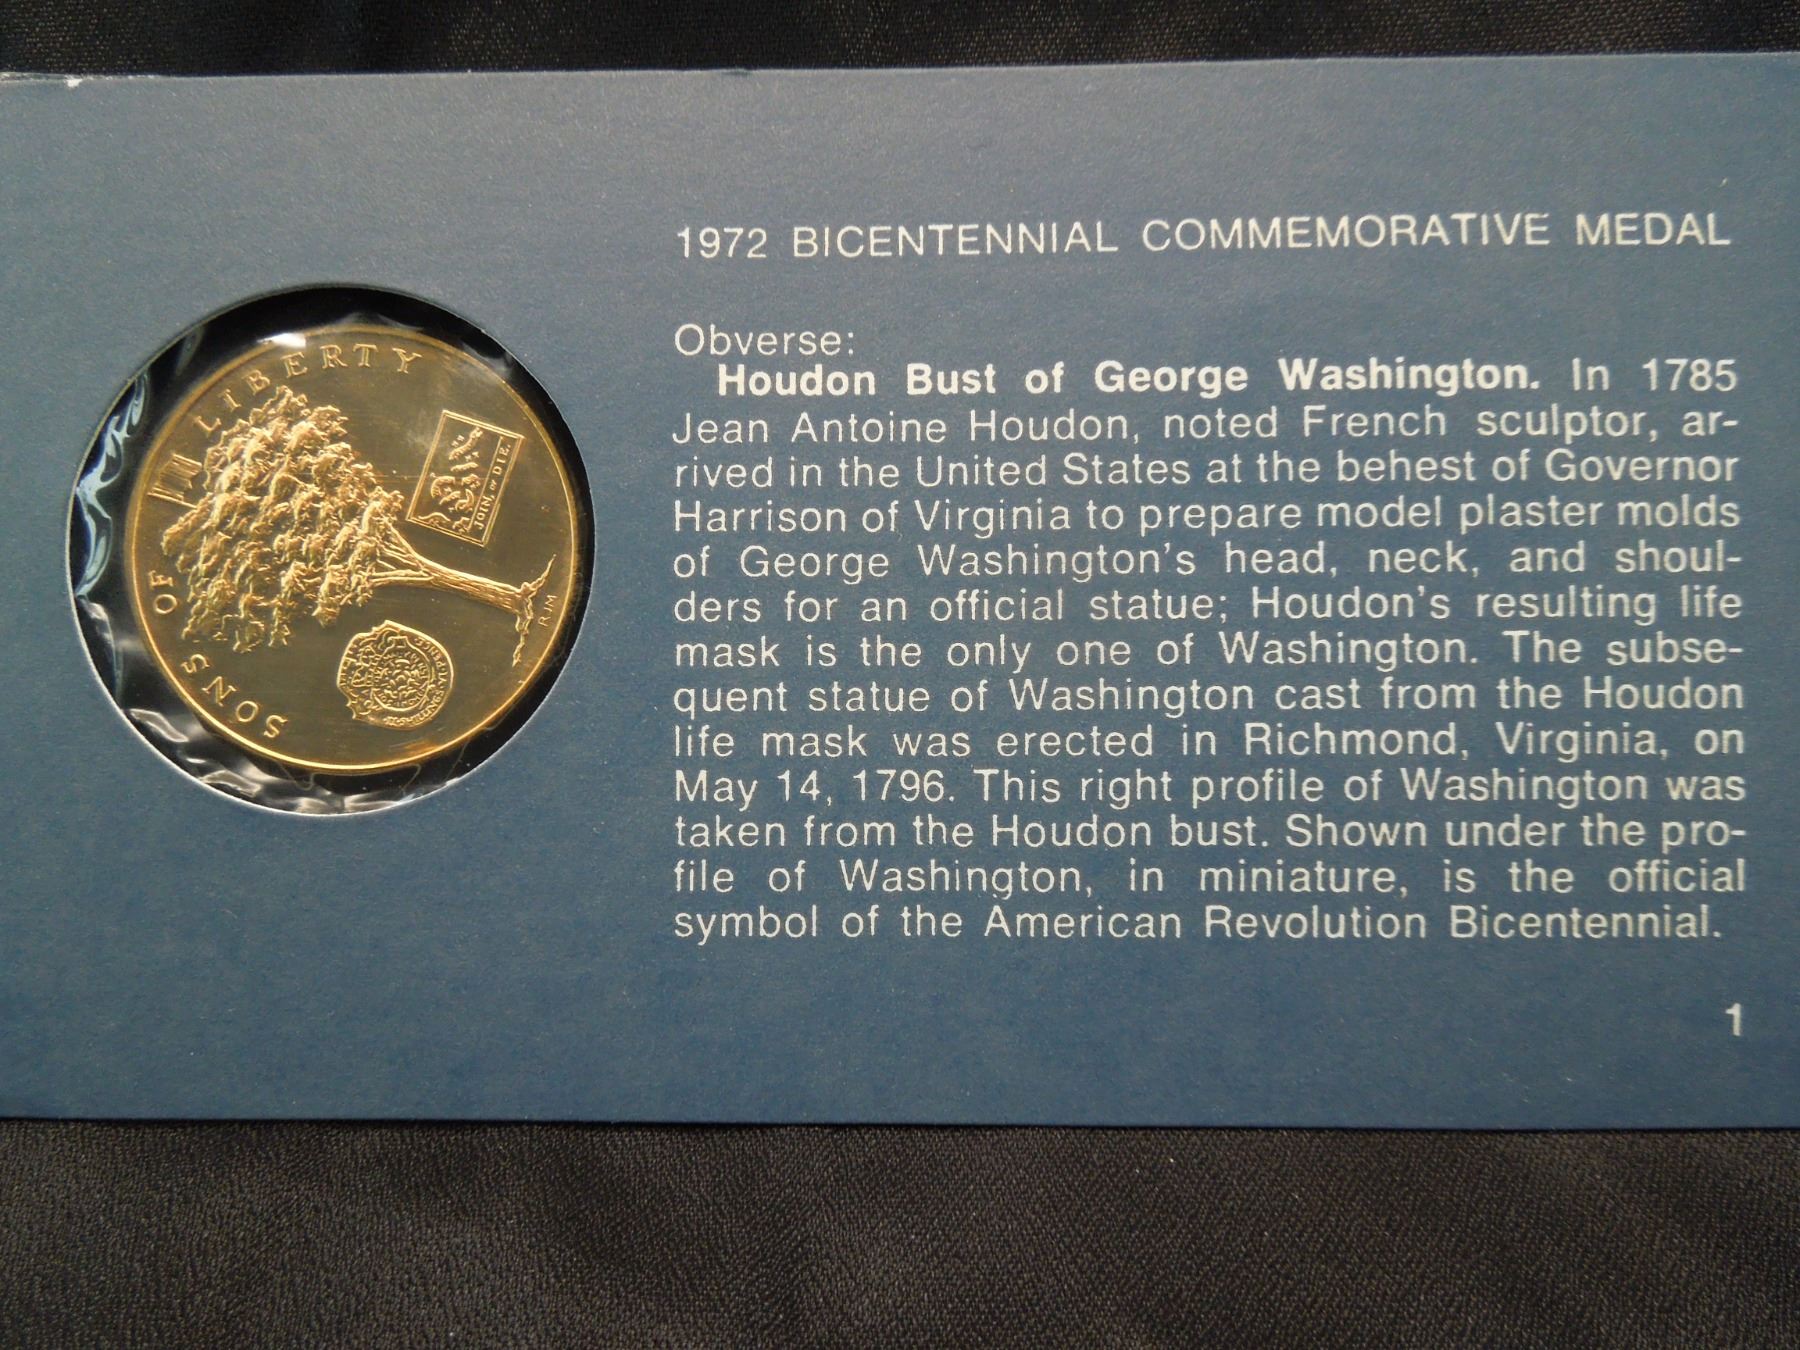 SONS OF LIBERTY
JOIN, or DIE.
RJM
1972 BICENTENNIAL COMMEMORATIVE MEDAL
Obverse:
Houdon Bust of George Washington. In 1785
Jean Antoine Houdon, noted French sculptor, ar-
rived in the United States at the behest of Governor
Harrison of Virginia to prepare model plaster molds
of George Washington's head, neck, and shoul-
ders for an official statue; Houdon's resulting life
mask is the only one of Washington. The subse-
quent statue of Washington cast from the Houdon
life mask was erected in Richmond, Virginia, on
May 14, 1796. This right profile of Washington was
taken from the Houdon bust. Shown under the pro-
file of Washington, in miniature, is the official
symbol of the American Revolution Bicentennial.
1